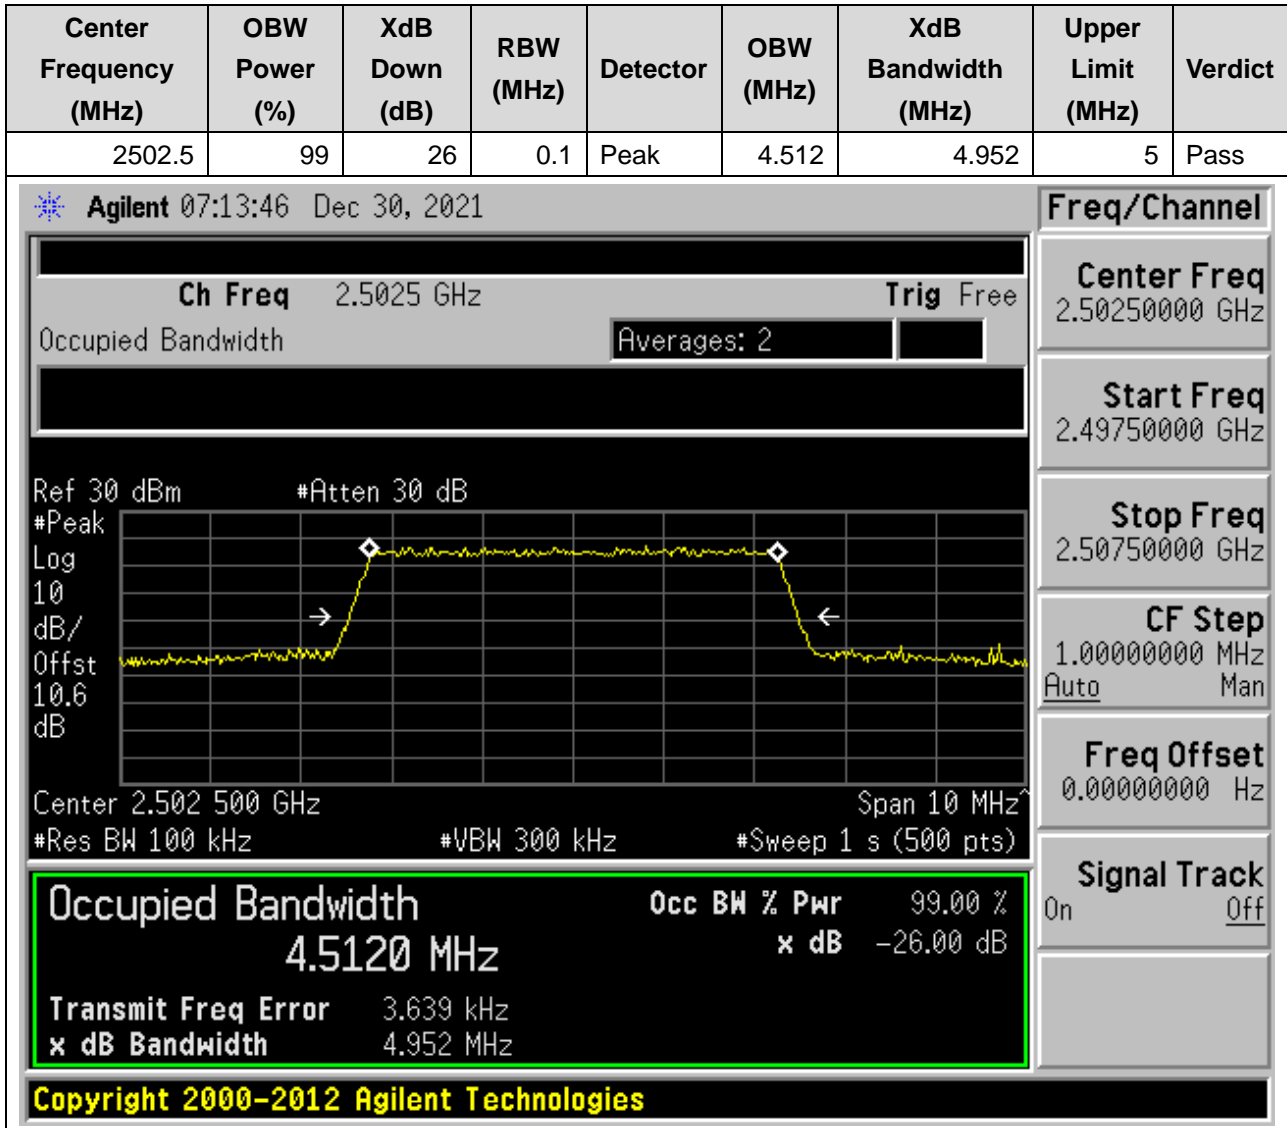 Center Frequency (MHz) OBW Power (%) XdB Down (dB) RBW (MHz) Detector OBW (MHz) XdB Bandwidth (MHz) Upper Limit (MHz) Verdict
2502.5 99 26 0.1 Peak 4.512 4.952 5 Pass
Agilent 07:13:46 Dec 30, 2021
Freq/Channel
Ch Freq 2.5025 GHz Trig Free
Occupied Bandwidth Averages: 2
Center Freq
2.50250000 GHz
Start Freq
2.49750000 GHz
Stop Freq
2.50750000 GHz
CF Step
1.00000000 MHz
Auto Man
Freq Offset
0.00000000 Hz
Signal Track
On Off
Ref 30 dBm #Atten 30 dB
#Peak
Log
10
dB/
Offst
10.6
dB
Center 2.502 500 GHz Span 10 MHz^
#Res BW 100 kHz #VBW 300 kHz #Sweep 1 s (500 pts)
Occupied Bandwidth
4.5120 MHz
Occ BW % Pwr 99.00 %
x dB -26.00 dB
Transmit Freq Error 3.639 kHz
x dB Bandwidth 4.952 MHz
Copyright 2000-2012 Agilent Technologies